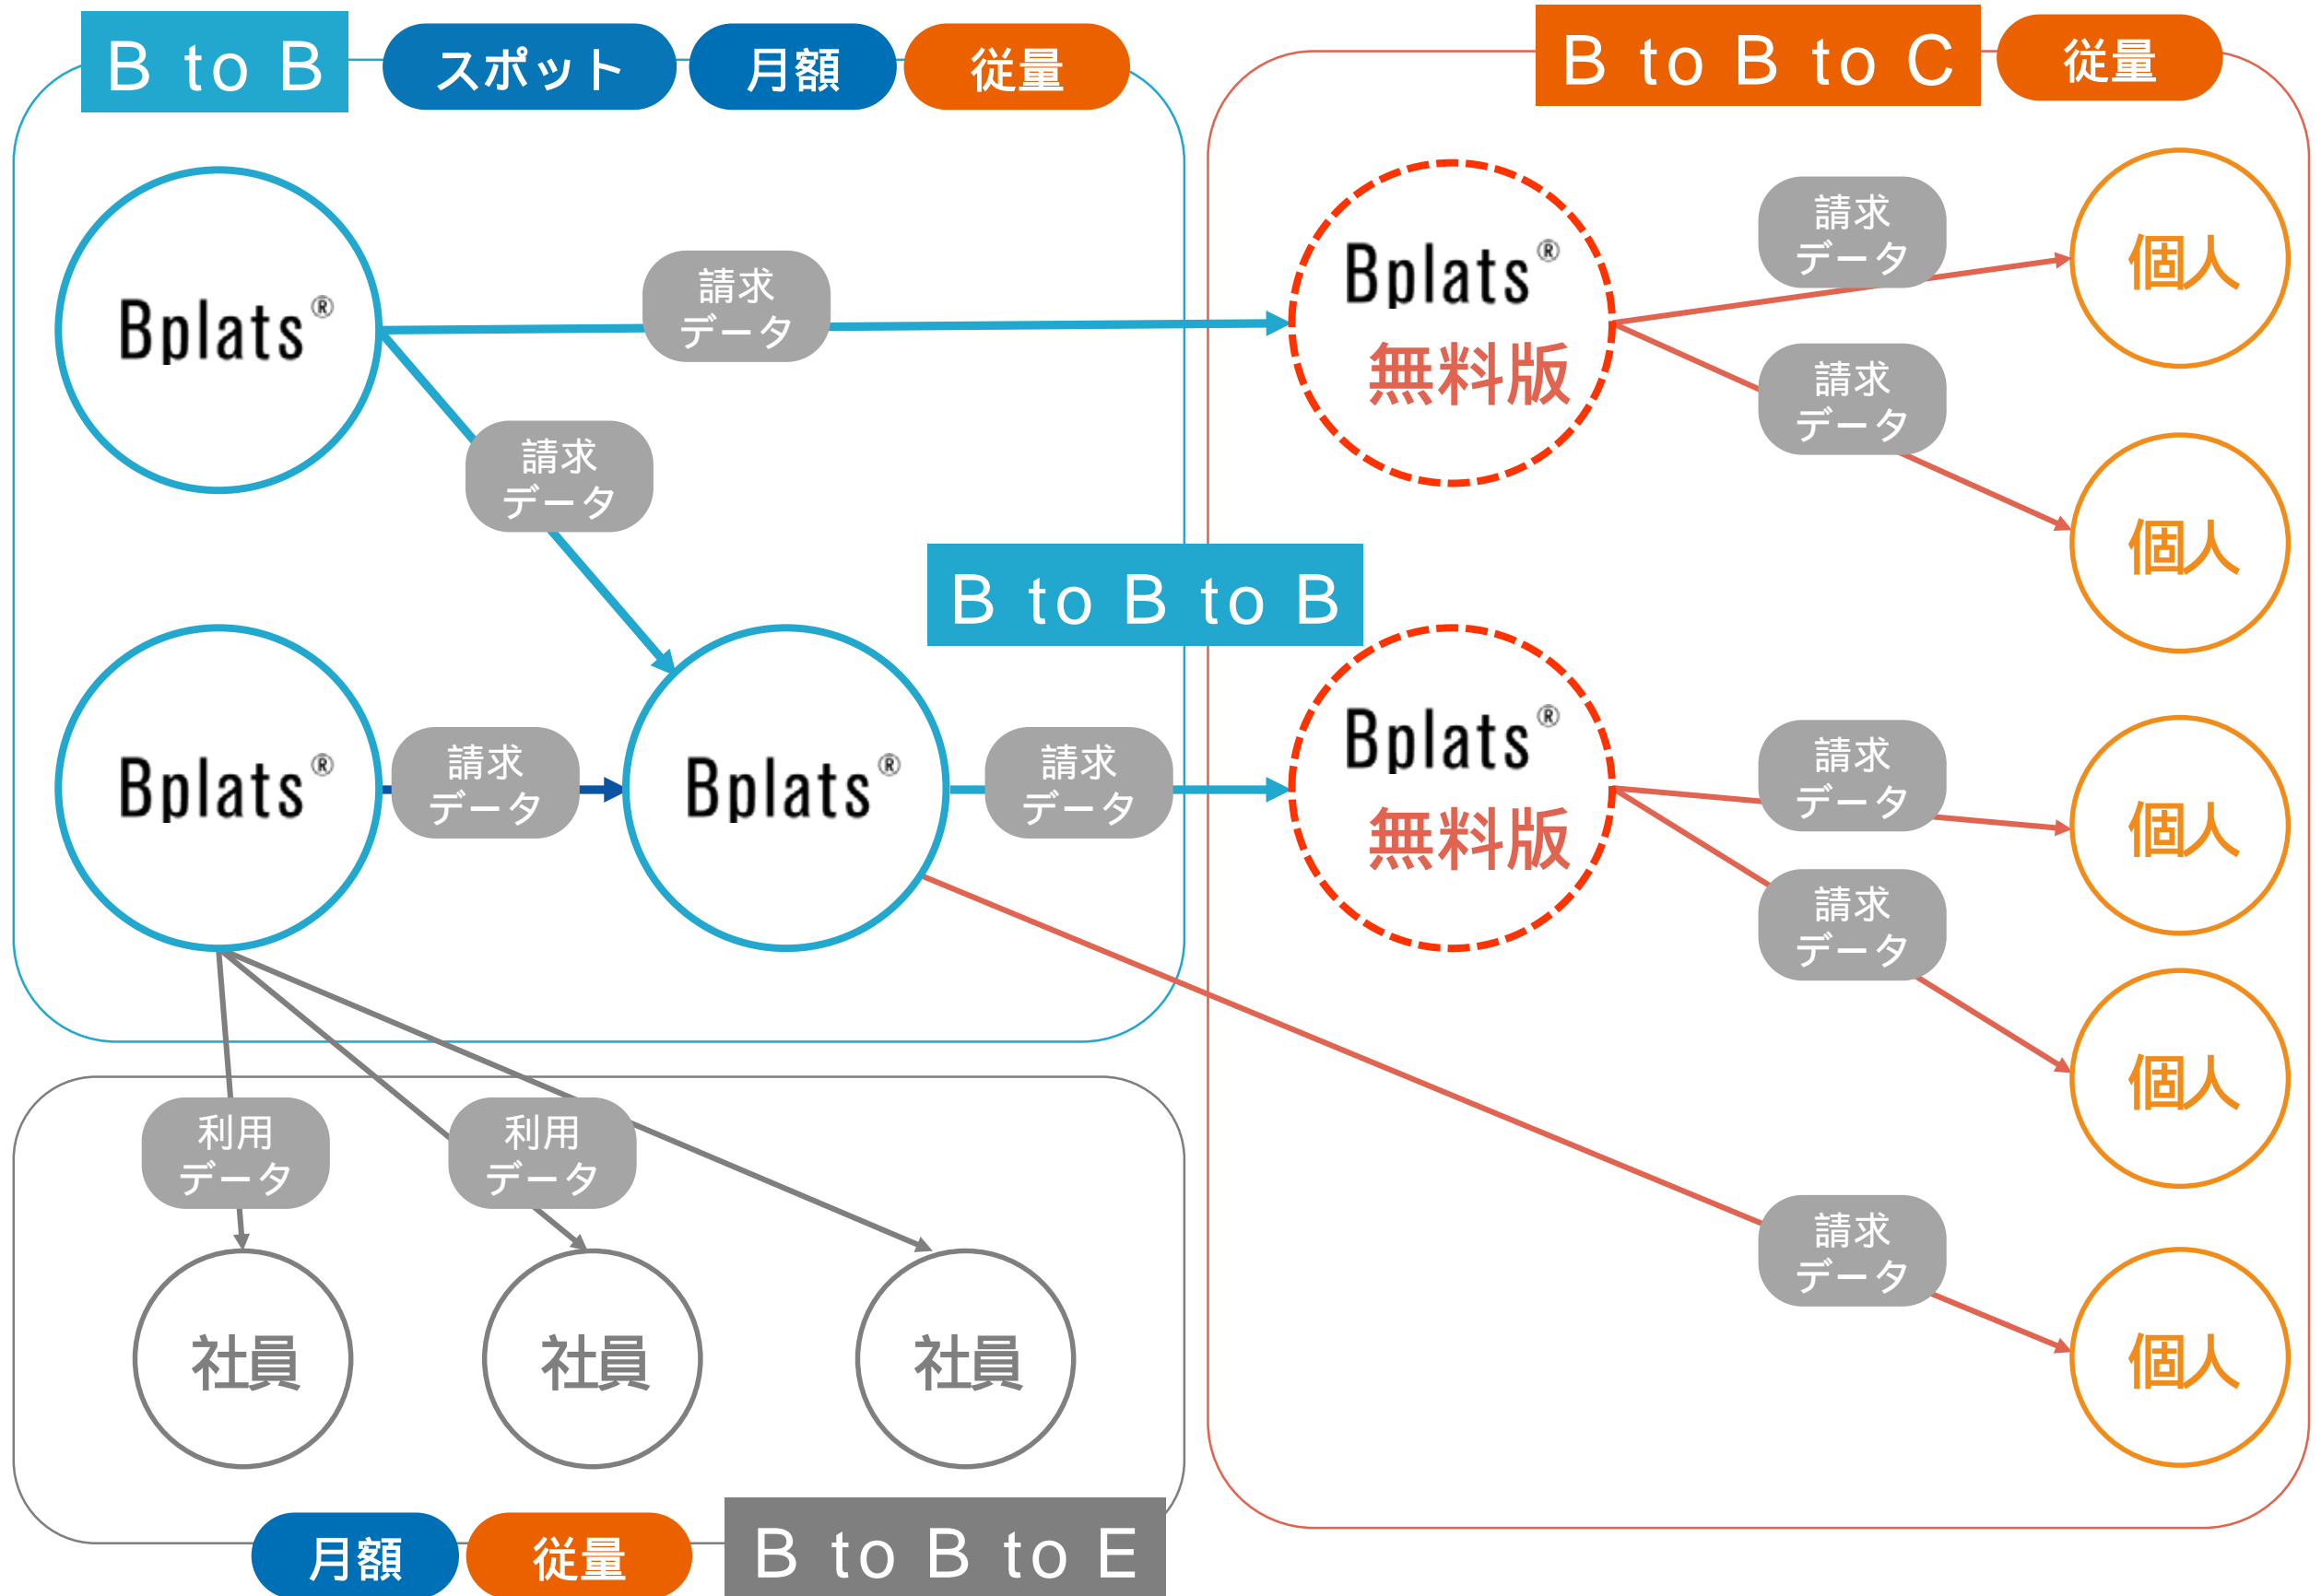 B to B
スポット
月額
従量
B to B to C
従量
Bplats®
請求
データ
Bplats®
無料版
請求
データ
個人
請求
データ
請求
データ
個人
B to B to B
Bplats®
請求
データ
Bplats®
請求
データ
Bplats®
無料版
請求
データ
個人
請求
データ
個人
利用
データ
利用
データ
請求
データ
社員
社員
社員
個人
月額
従量
B to B to E